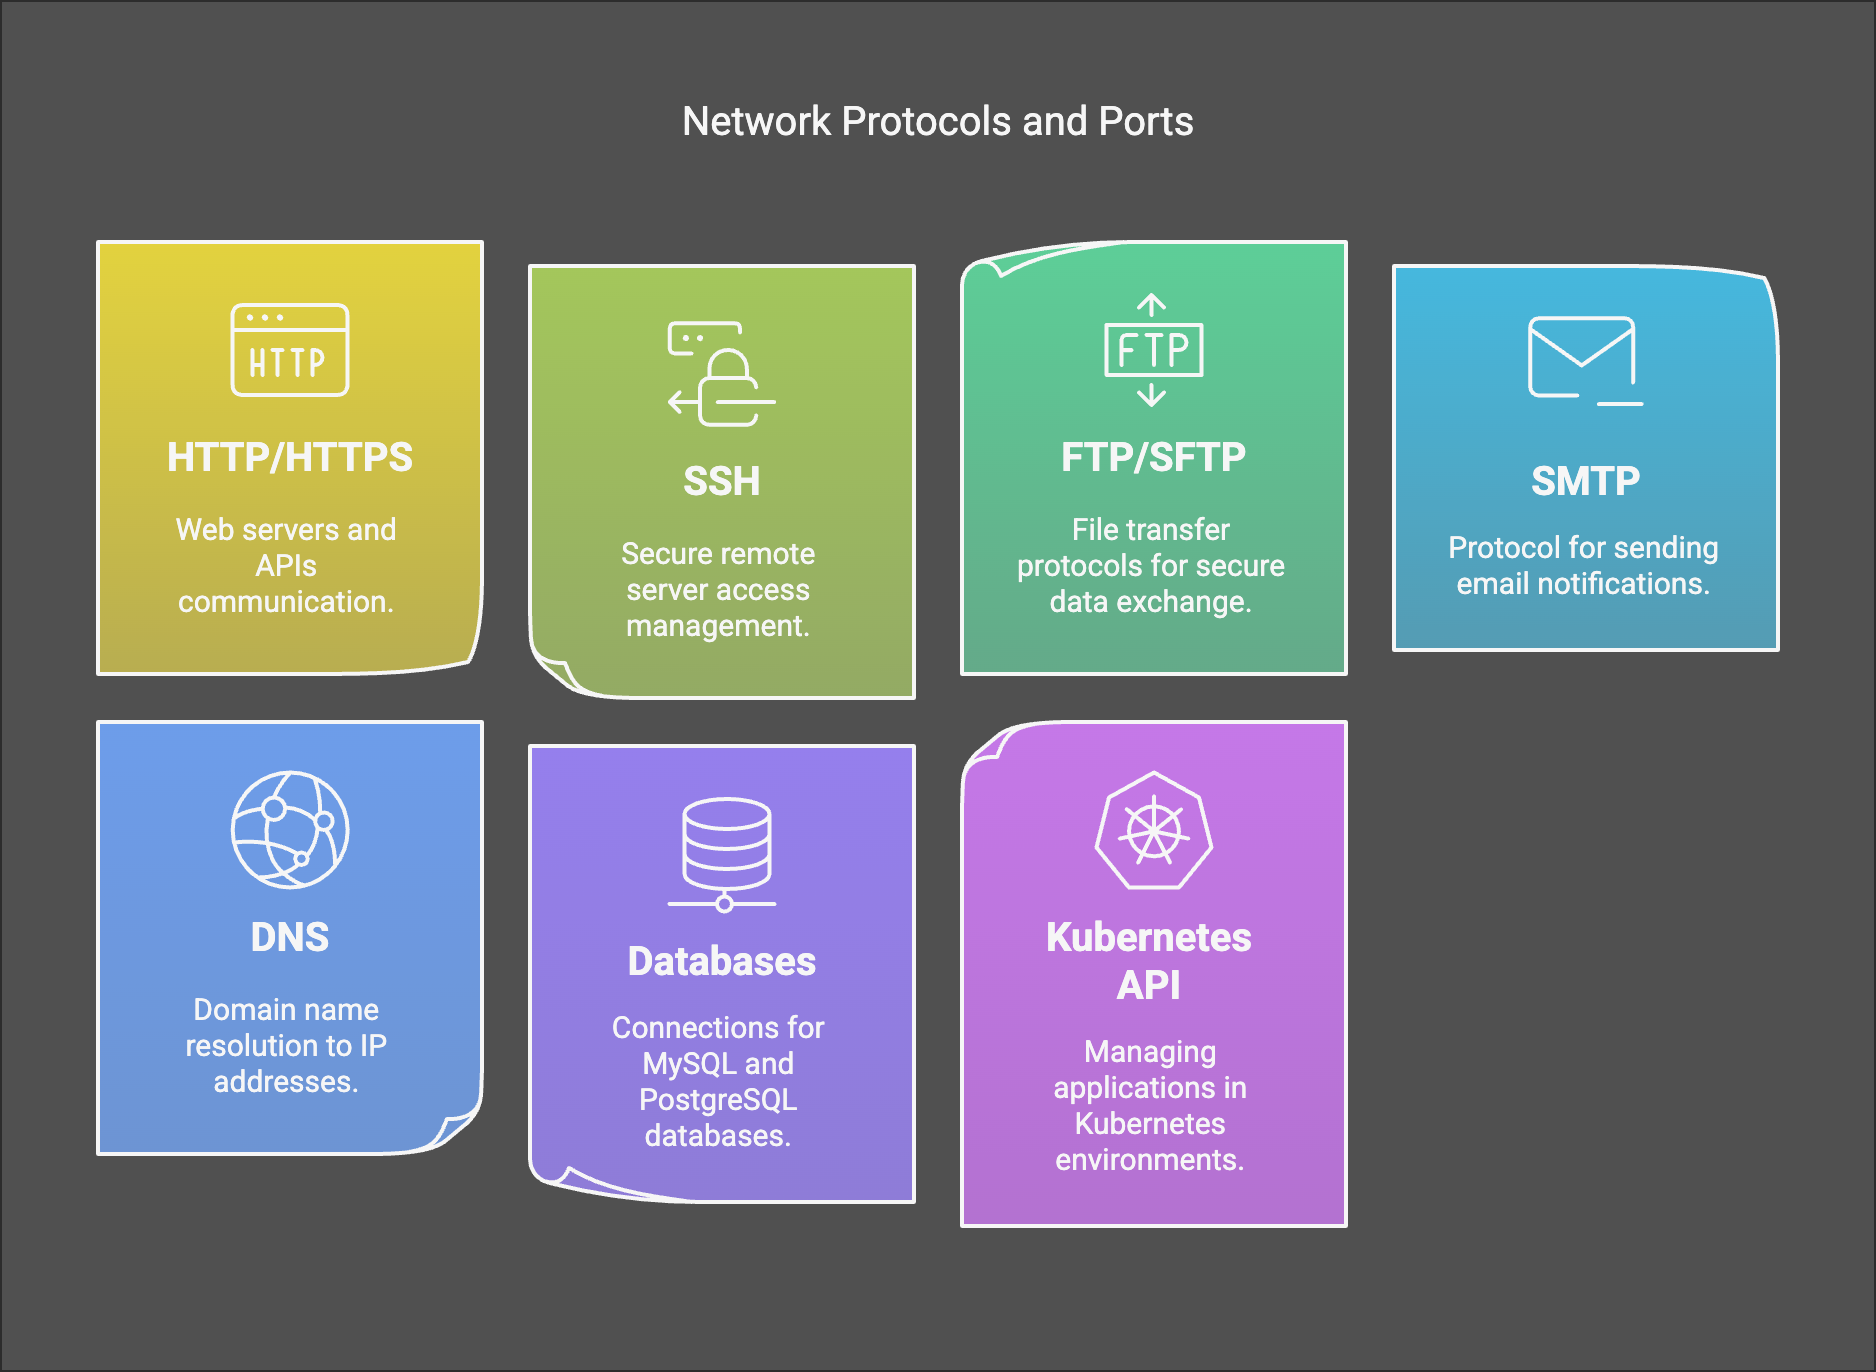 Network Protocols and Ports
HTTP
HTTP/HTTPS
Web servers and
APIs
communication.
SSH
Secure remote
server access
management.
FTP
FTP/SFTP
File transfer
protocols for secure
data exchange.
SMTP
Protocol for sending
email notifications.
DNS
Domain name
resolution to IP
addresses.
Databases
Connections for
MySQL and
PostgreSQL
databases.
Kubernetes
API
Managing
applications in
Kubernetes
environments.